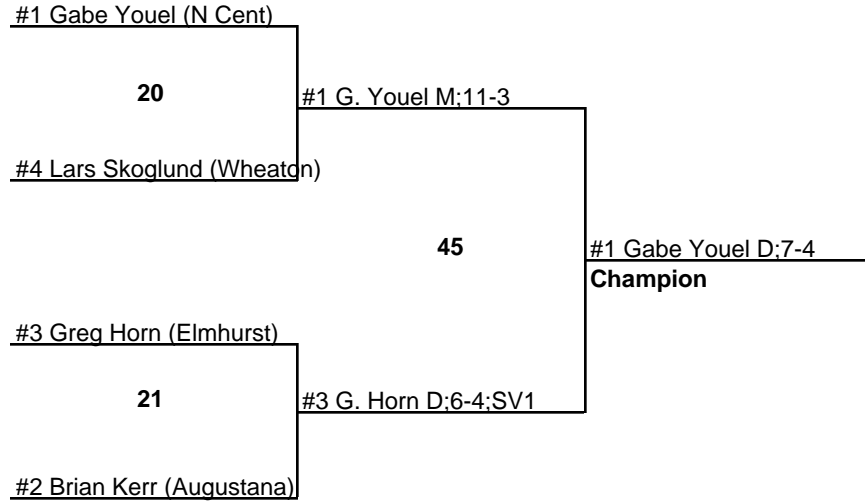 #1 Gabe Youel (N Cent)
20
#1 G. Youel M;11-3
#4 Lars Skoglund (Wheaton)
45
#1 Gabe Youel D;7-4
Champion
#3 Greg Horn (Elmhurst)
21
#3 G. Horn D;6-4;SV1
#2 Brian Kerr (Augustana)